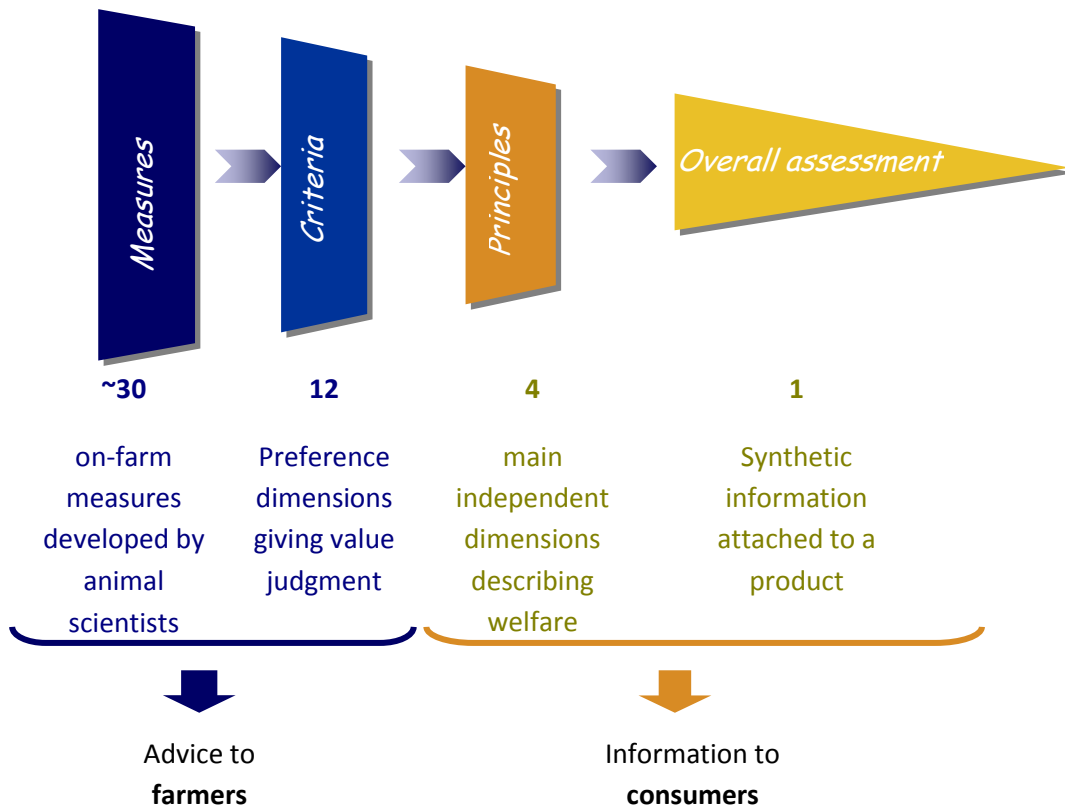 Measures
Criteria
Principles
Overall assessment
~30
12
4
1
on-farm
measures
developed by
animal
scientists
Preference
dimensions
giving value
judgment
main
independent
dimensions
describing
welfare
Synthetic
information
attached to a
product
Advice to
farmers
Information to
consumers